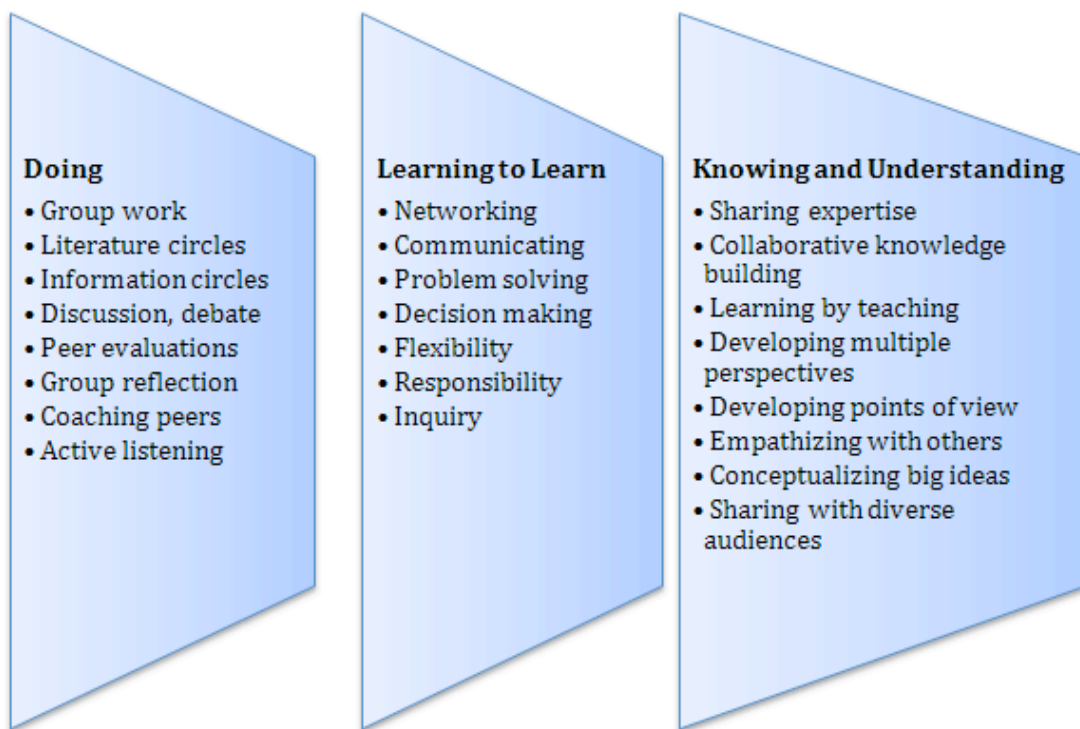 Doing
• Group work
• Literature circles
• Information circles
• Discussion, debate
• Peer evaluations
• Group reflection
• Coaching peers
• Active listening
Learning to Learn
• Networking
• Communicating
• Problem solving
• Decision making
• Flexibility
• Responsibility
• Inquiry
Knowing and Understanding
• Sharing expertise
• Collaborative knowledge
building
• Learning by teaching
• Developing multiple
perspectives
• Developing points of view
• Empathizing with others
• Conceptualizing big ideas
• Sharing with diverse
audiences